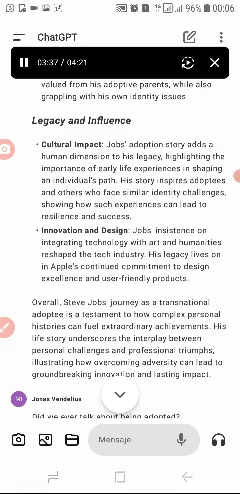 96% 00:06
ChatGPT
03:37 / 04:21
valued from his adoptive parents, while also
grappling with his own identity issues.
Legacy and Influence
• Cultural Impact: Jobs' adoption story adds a
human dimension to his legacy, highlighting the
importance of early life experiences in shaping
an individual's path. His story inspires adoptees
and others who face similar identity challenges,
showing how such experiences can lead to
resilience and success.
• Innovation and Design: Jobs insistence on
integrating technology with art and humanities
reshaped the tech industry. His legacy lives on
in Apple's continued commitment to design
excellence and user-friendly products.
Overall, Steve Jobs journey as a transnational
adoptee is a testament to how complex personal
histories can fuel extraordinary achievements. His
life story underscores the interplay between
personal challenges and professional triumphs,
illustrating how overcoming adversity can lead to
groundbreaking innovation and lasting impact.
Jonas Vendelius
Did we ever talk about being adopted?
Mensaje